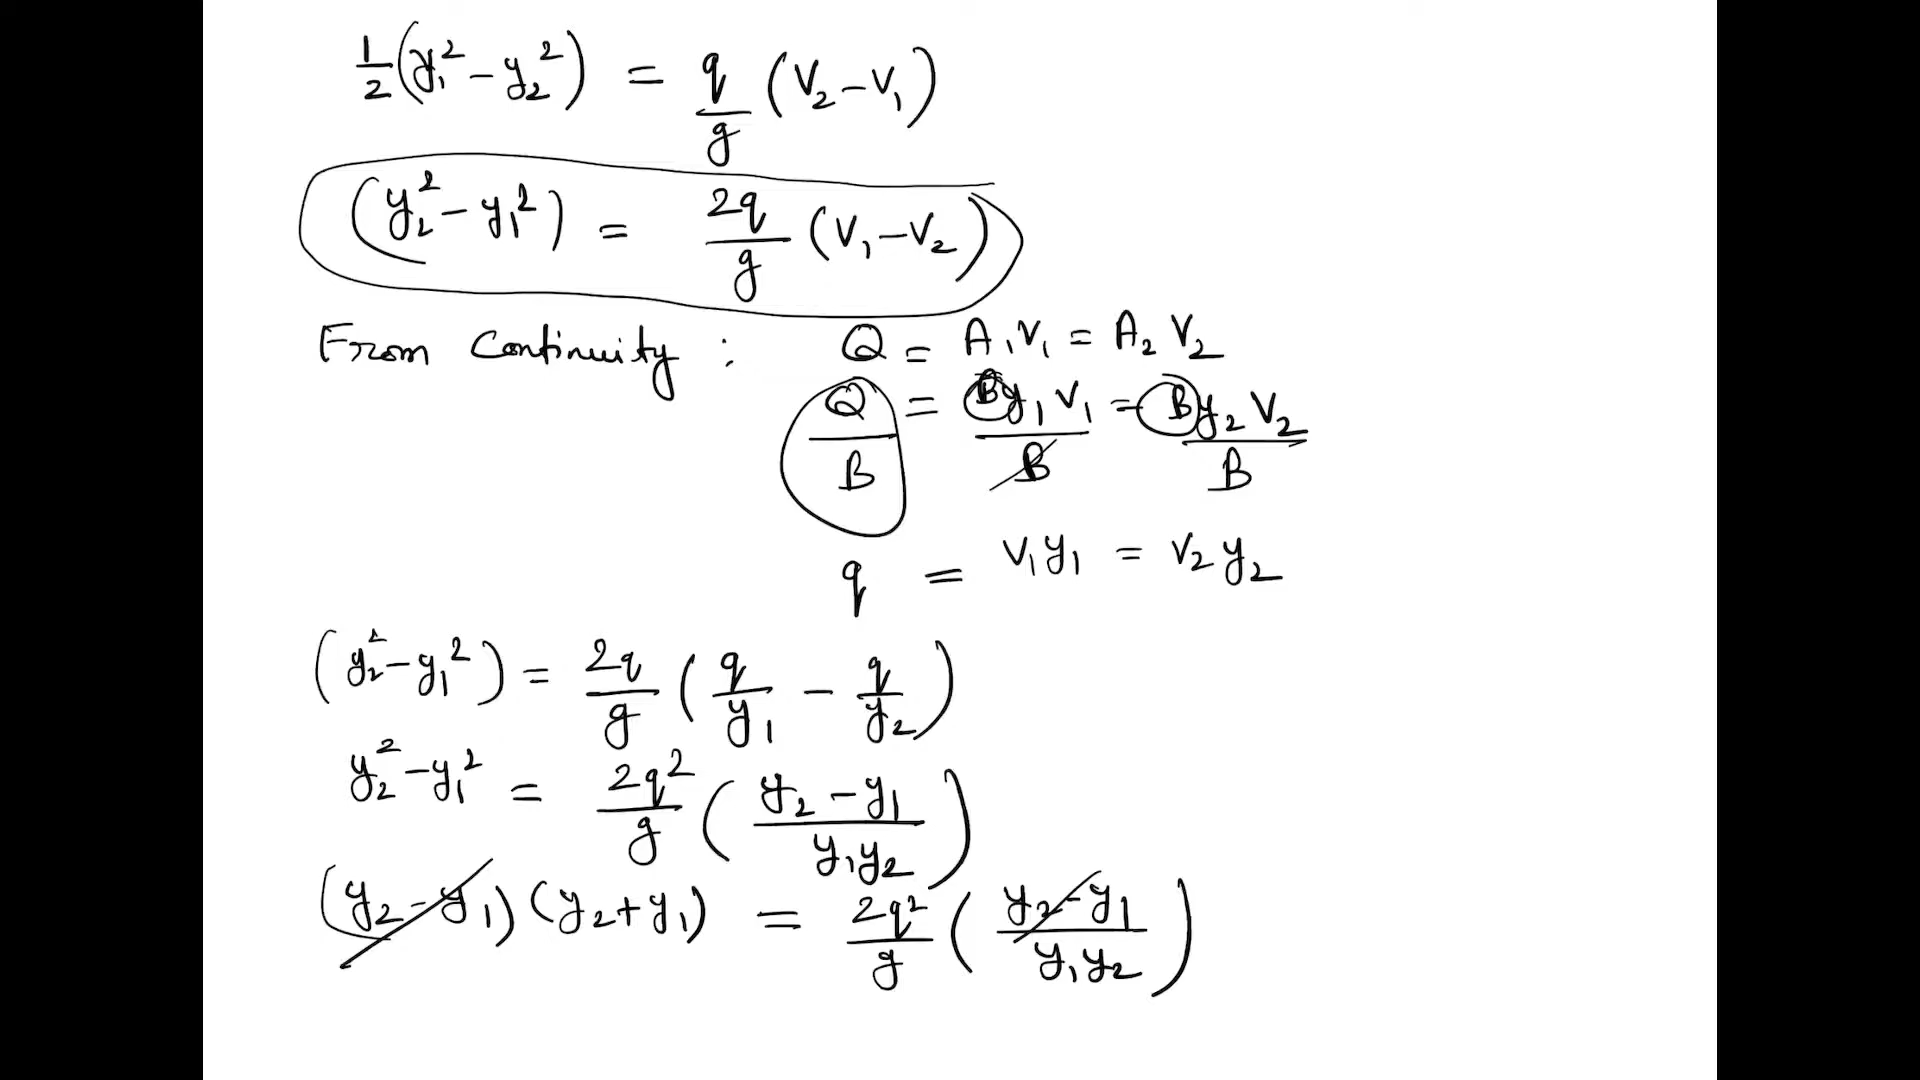 1/2 (y₁² - y₂²) = q/g (V₂ - V₁)
(y₂² - y₁²) = 2q/g (V₁ - V₂)
From Continuity : Q = A₁V₁ = A₂V₂
Q/B = By₁V₁/B = By₂V₂/B
q = V₁y₁ = V₂y₂
(y₂² - y₁²) = 2q/g (q/y₁ - q/y₂)
y₂² - y₁² = 2q²/g ((y₂ - y₁)/(y₁y₂))
(y₂ - y₁)(y₂ + y₁) = 2q²/g ((y₂ - y₁)/(y₁y₂))